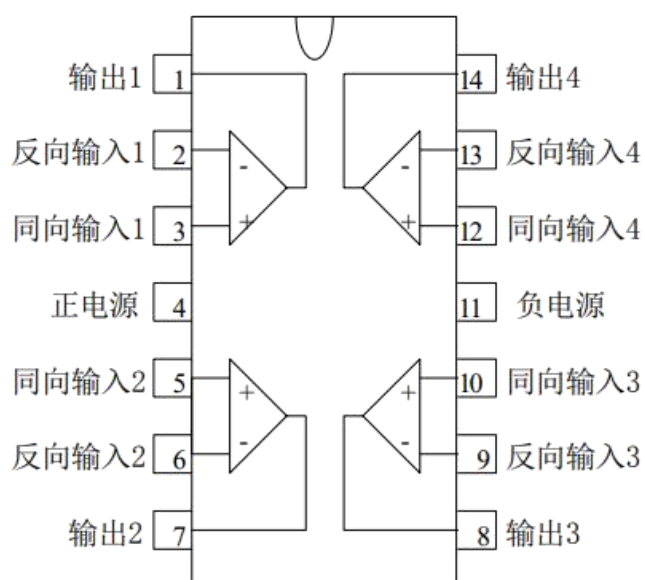 输出1 1 14 输出4
反向输入1 2 - - 13 反向输入4
同向输入1 3 + + 12 同向输入4
正电源 4 11 负电源
同向输入2 5 + + 10 同向输入3
反向输入2 6 - - 9 反向输入3
输出2 7 8 输出3